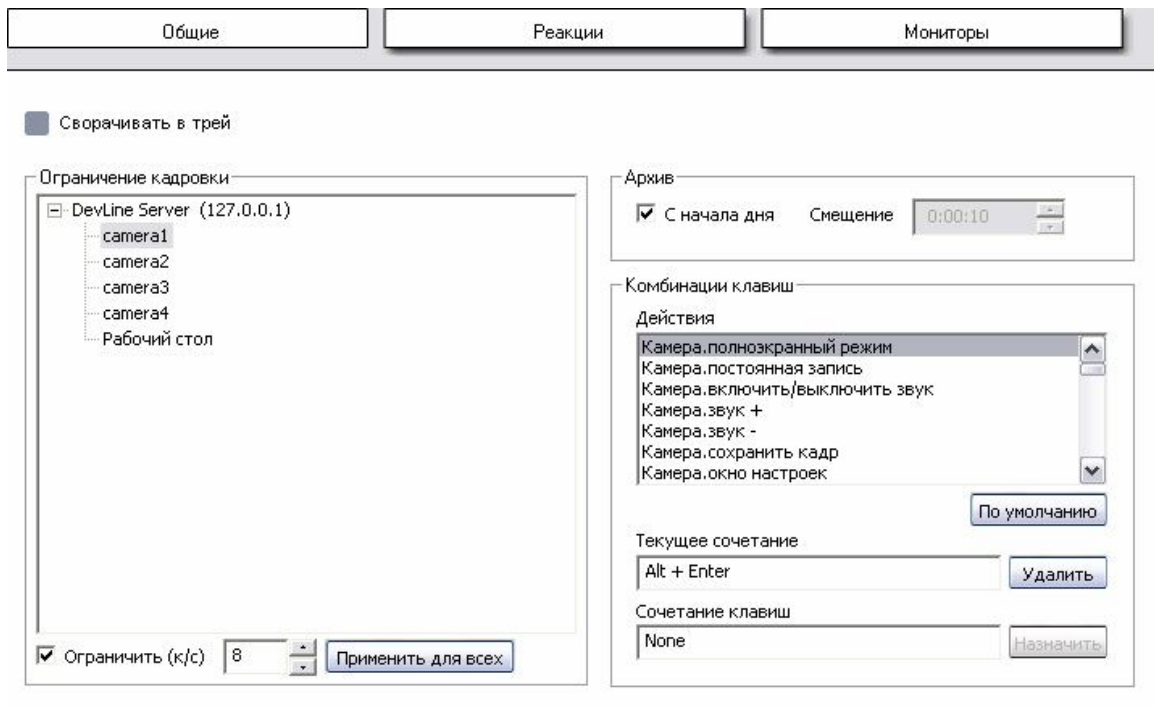 Общие
Реакции
Мониторы
Сворачивать в трей
Ограничение кадровки
DevLine Server (127.0.0.1)
camera1
camera2
camera3
camera4
Рабочий стол
Ограничить (к/с) 8 Применить для всех
Архив
С начала дня Смещение 0:00:10
Комбинации клавиш
Действия
Камера.полноэкранный режим
Камера.постоянная запись
Камера.включить/выключить звук
Камера.звук +
Камера.звук -
Камера.сохранить кадр
Камера.окно настроек
По умолчанию
Текущее сочетание
Alt + Enter Удалить
Сочетание клавиш
None Назначить